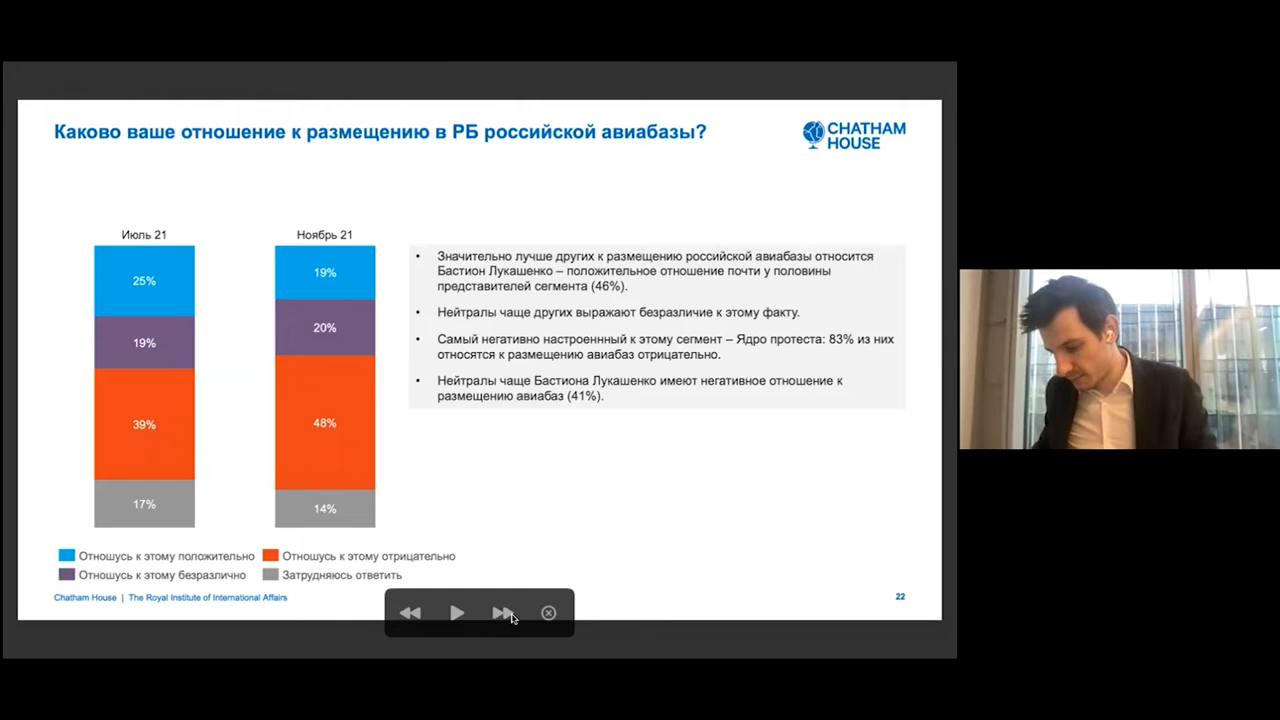 Каково ваше отношение к размещению в РБ российской авиабазы?
CHATHAM
HOUSE
Июль 21
Ноябрь 21
25%
19%
39%
17%
19%
20%
48%
14%
• Значительно лучше других к размещению российской авиабазы относится
Бастион Лукашенко – положительное отношение почти у половины
представителей сегмента (46%).
• Нейтралы чаще других выражают безразличие к этому факту.
• Самый негативно настроеннный к этому сегмент – Ядро протеста: 83% из них
относятся к размещению авиабаз отрицательно.
• Нейтралы чаще Бастиона Лукашенко имеют негативное отношение к
размещению авиабаз (41%).
Отношусь к этому положительно
Отношусь к этому отрицательно
Отношусь к этому безразлично
Затрудняюсь ответить
Chatham House | The Royal Institute of International Affairs
22